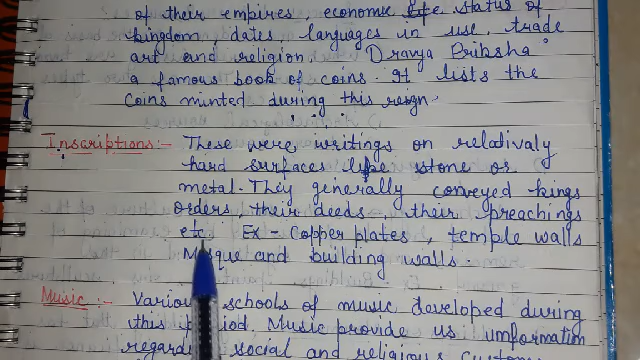 of their empires, economic status of
kingdom, dates, languages in use, trade
art and religion, Dravya Priksha
a famous book of coins. It lists the
Coins minted during this reign.
Inscriptions:- These were writings on relativaly
hard surfaces like stone or
metal. They generally conveyed kings
orders, their deeds, their preachings
etc. Ex - Copper plates, temple walls
Mosque and building walls.
Music:- Various schools of music developed during
this period. Music provide us information
regarding social and religious customs